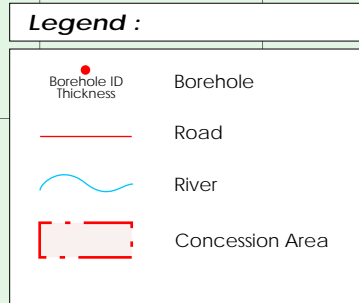 Legend :
Borehole ID
Thickness
Borehole
Road
River
Concession Area